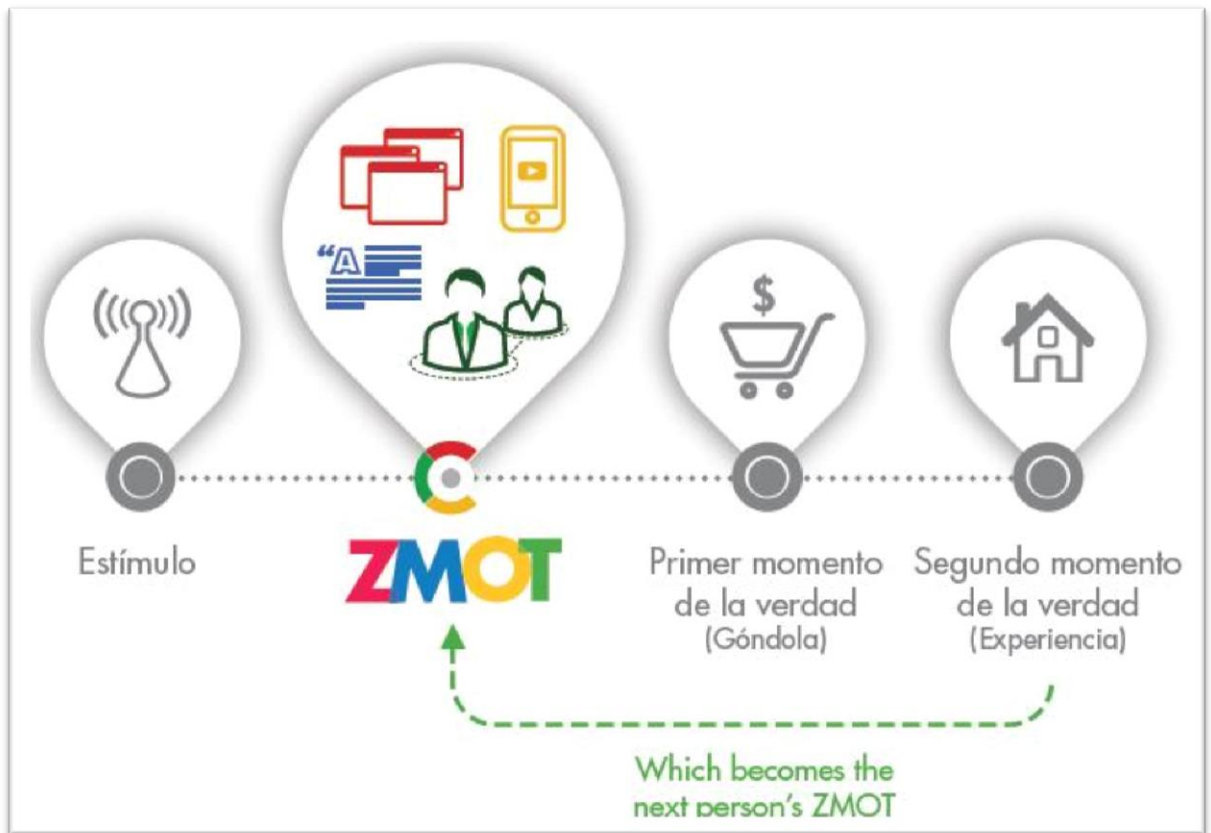 “A
$
Estímulo
ZMOT
Primer momento
de la verdad
(Góndola)
Segundo momento
de la verdad
(Experiencia)
Which becomes the
next person's ZMOT